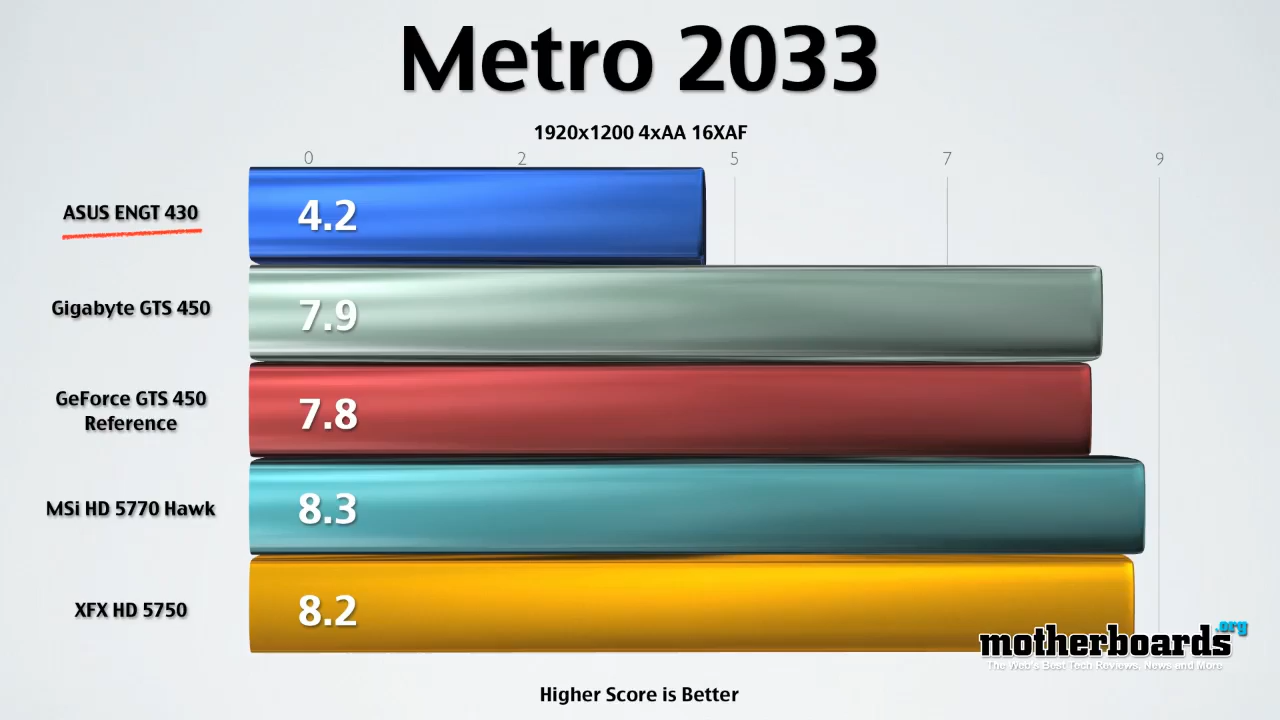 Metro 2033
1920x1200 4xAA 16XAF
0 2 5 7 9
ASUS ENGT 430
4.2
Gigabyte GTS 450
7.9
GeForce GTS 450
Reference
7.8
MSi HD 5770 Hawk
8.3
XFX HD 5750
8.2
motherboards.org
The Web's Best Tech Reviews, News and More
Higher Score is Better